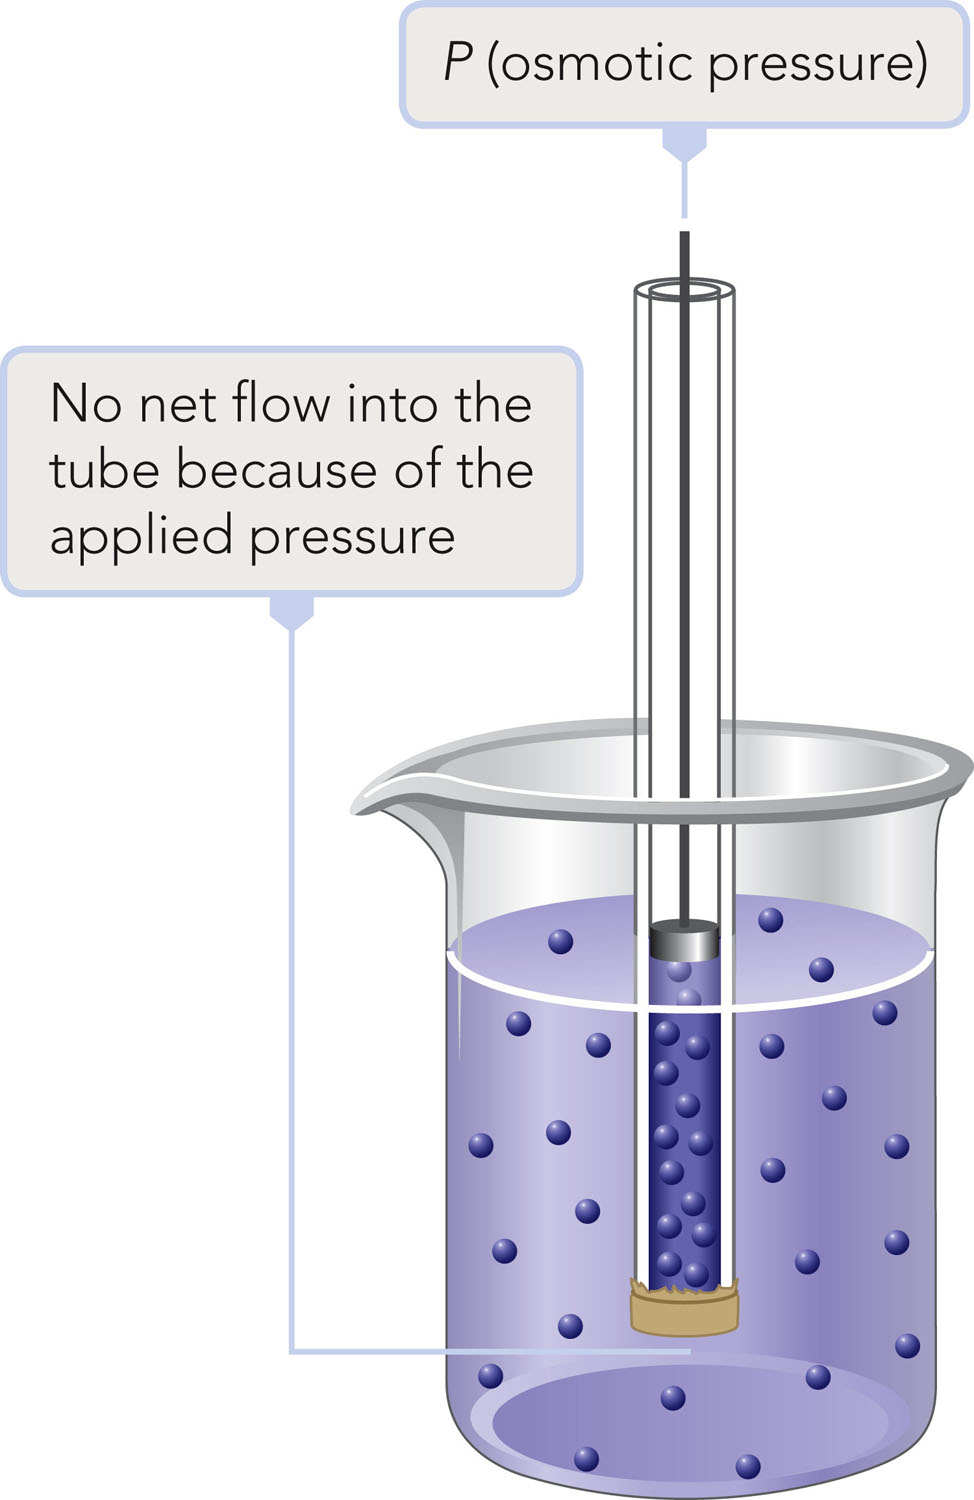 P (osmotic pressure)
No net flow into the
tube because of the
applied pressure